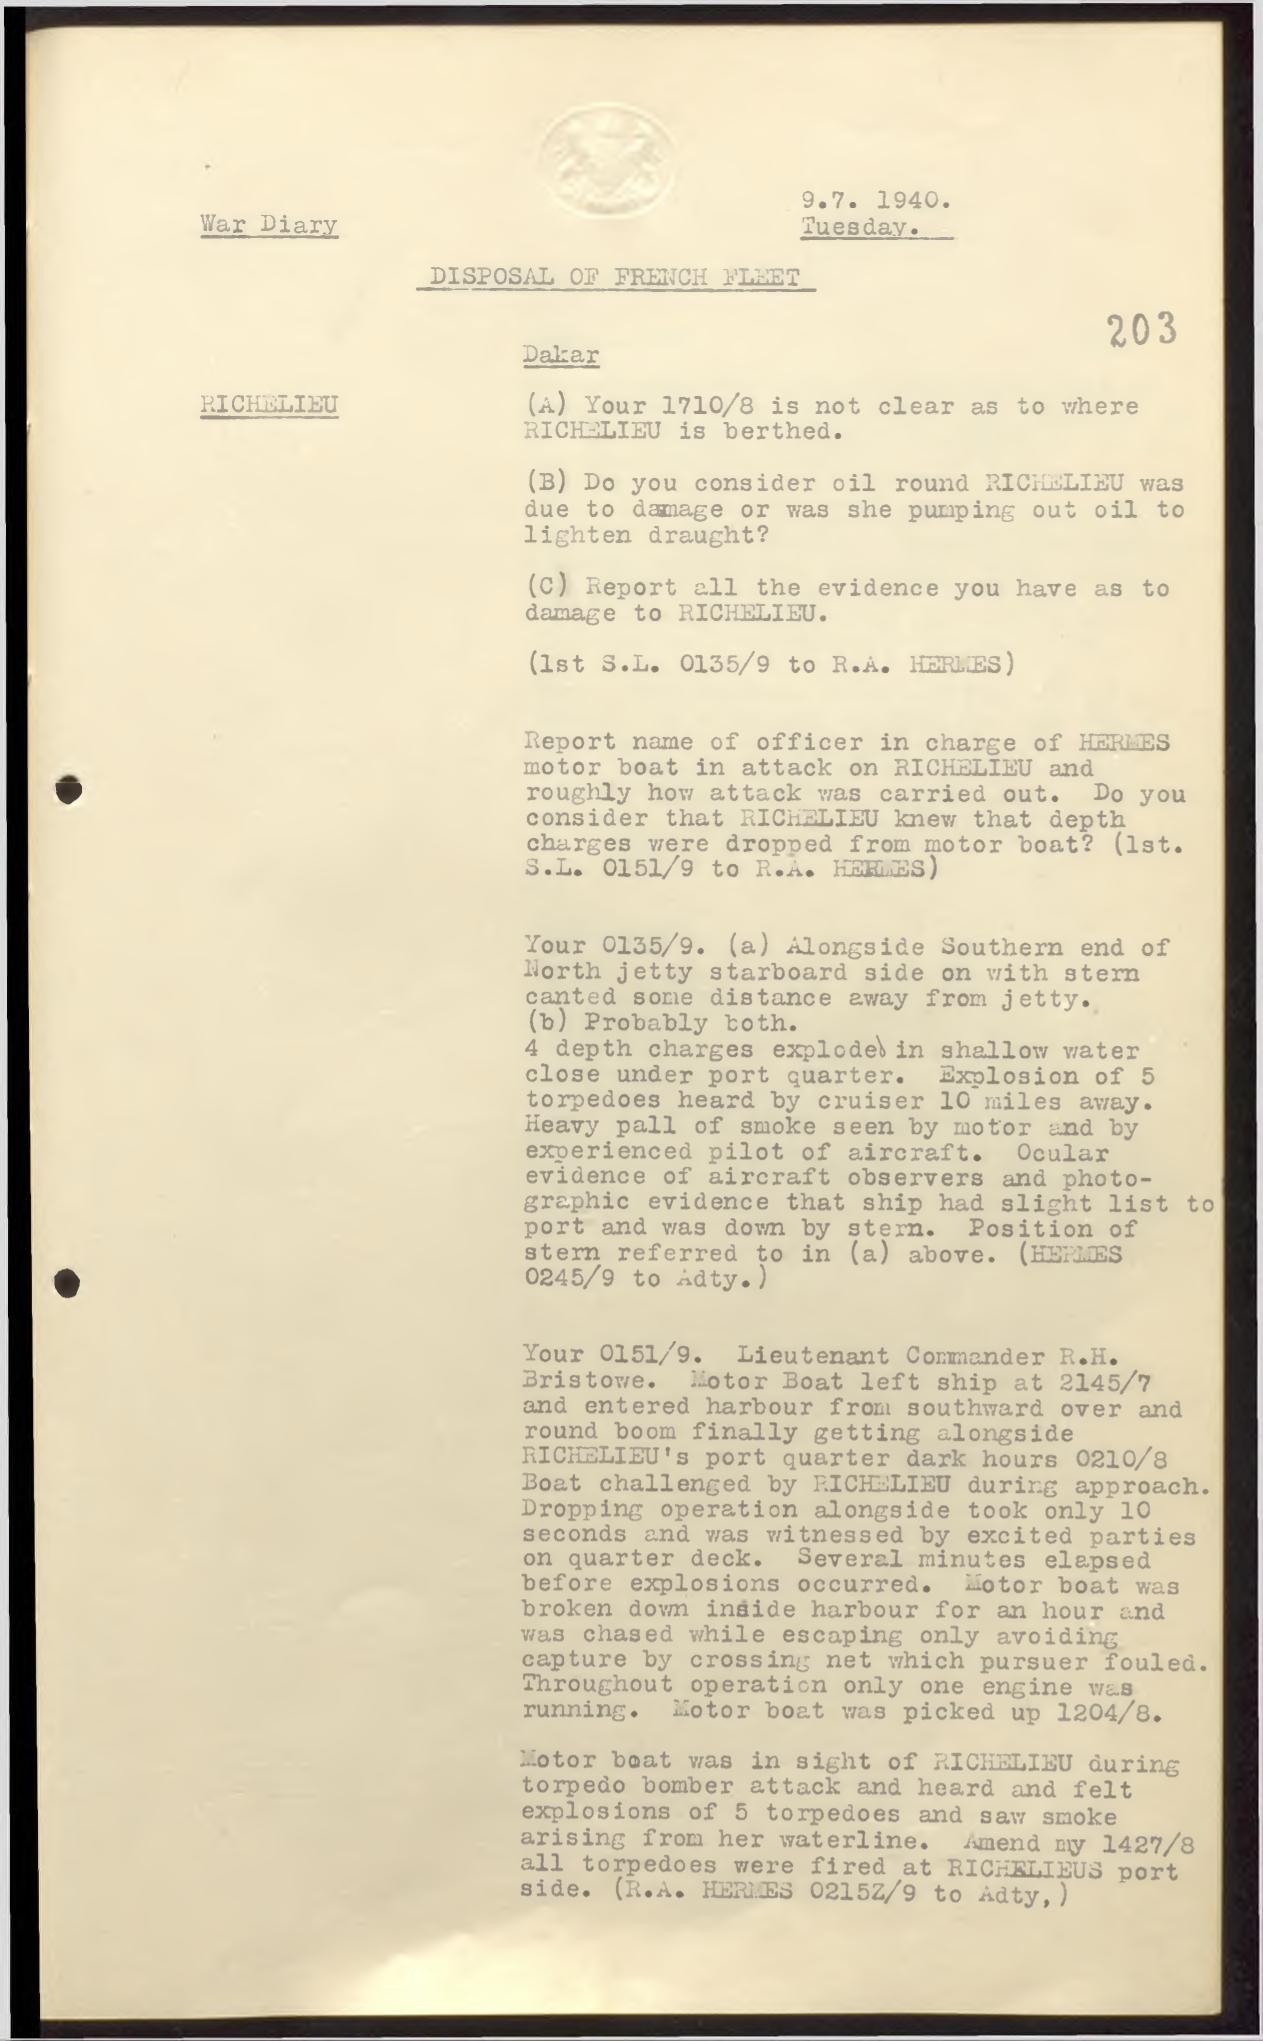 9.7. 1940.
War Diary
Tuesday.
DISPOSAL OF FRENCH FLEET
203
Dakar
RICHELIEU
(A) Your 1710/8 is not clear as to where
RICHELIEU is berthed.
(B) Do you consider oil round RICHELIEU was
due to damage or was she pumping out oil to
lighten draught?
(C) Report all the evidence you have as to
damage to RICHELIEU.
(1st S.L. 0135/9 to R.A. HERMES)
Report name of officer in charge of HERMES
motor boat in attack on RICHELIEU and
roughly how attack was carried out. Do you
consider that RICHELIEU knew that depth
charges were dropped from motor boat? (1st.
S.L. 0151/9 to R.A. HERMES)
Your 0135/9. (a) Alongside Southern end of
North jetty starboard side on with stern
canted some distance away from jetty.
(b) Probably both.
4 depth charges exploded in shallow water
close under port quarter. Explosion of 5
torpedoes heard by cruiser 10 miles away.
Heavy pall of smoke seen by motor and by
experienced pilot of aircraft. Ocular
evidence of aircraft observers and photo-
graphic evidence that ship had slight list to
port and was down by stern. Position of
stern referred to in (a) above. (HERMES
0245/9 to Adty.)
Your 0151/9. Lieutenant Commander R.H.
Bristowe. Motor Boat left ship at 2145/7
and entered harbour from southward over and
round boom finally getting alongside
RICHELIEU's port quarter dark hours 0210/8
Boat challenged by RICHELIEU during approach.
Dropping operation alongside took only 10
seconds and was witnessed by excited parties
on quarter deck. Several minutes elapsed
before explosions occurred. Motor boat was
broken down inside harbour for an hour and
was chased while escaping only avoiding
capture by crossing net which pursuer fouled.
Throughout operation only one engine was
running. Motor boat was picked up 1204/8.
Motor boat was in sight of RICHELIEU during
torpedo bomber attack and heard and felt
explosions of 5 torpedoes and saw smoke
arising from her waterline. Amend my 1427/8
all torpedoes were fired at RICHELIEUS port
side. (R.A. HERMES 0215Z/9 to Adty,)